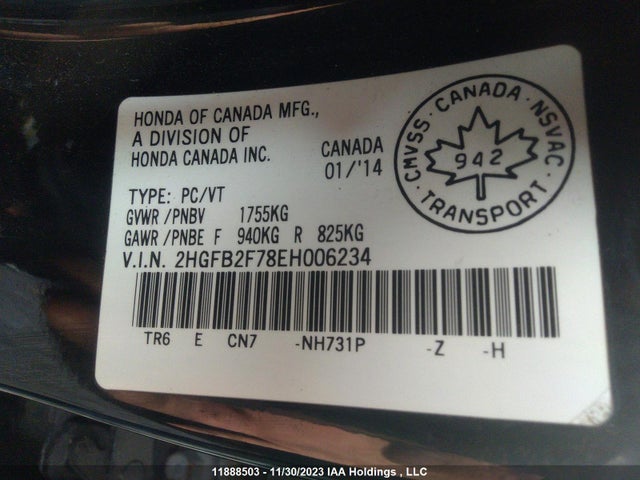 HONDA OF CANADA MFG.,
A DIVISION OF
HONDA CANADA INC.
CANADA
01/'14
CMVSS · CANADA · NSVAC
942
TRANSPORT
TYPE: PC/VT
GVWR /PNBV 1755KG
GAWR /PNBE F 940KG R 825KG
V.I.N. 2HGFB2F78EH006234
TR6 E CN7 -NH731P -Z -H
11888503 - 11/30/2023 IAA Holdings , LLC